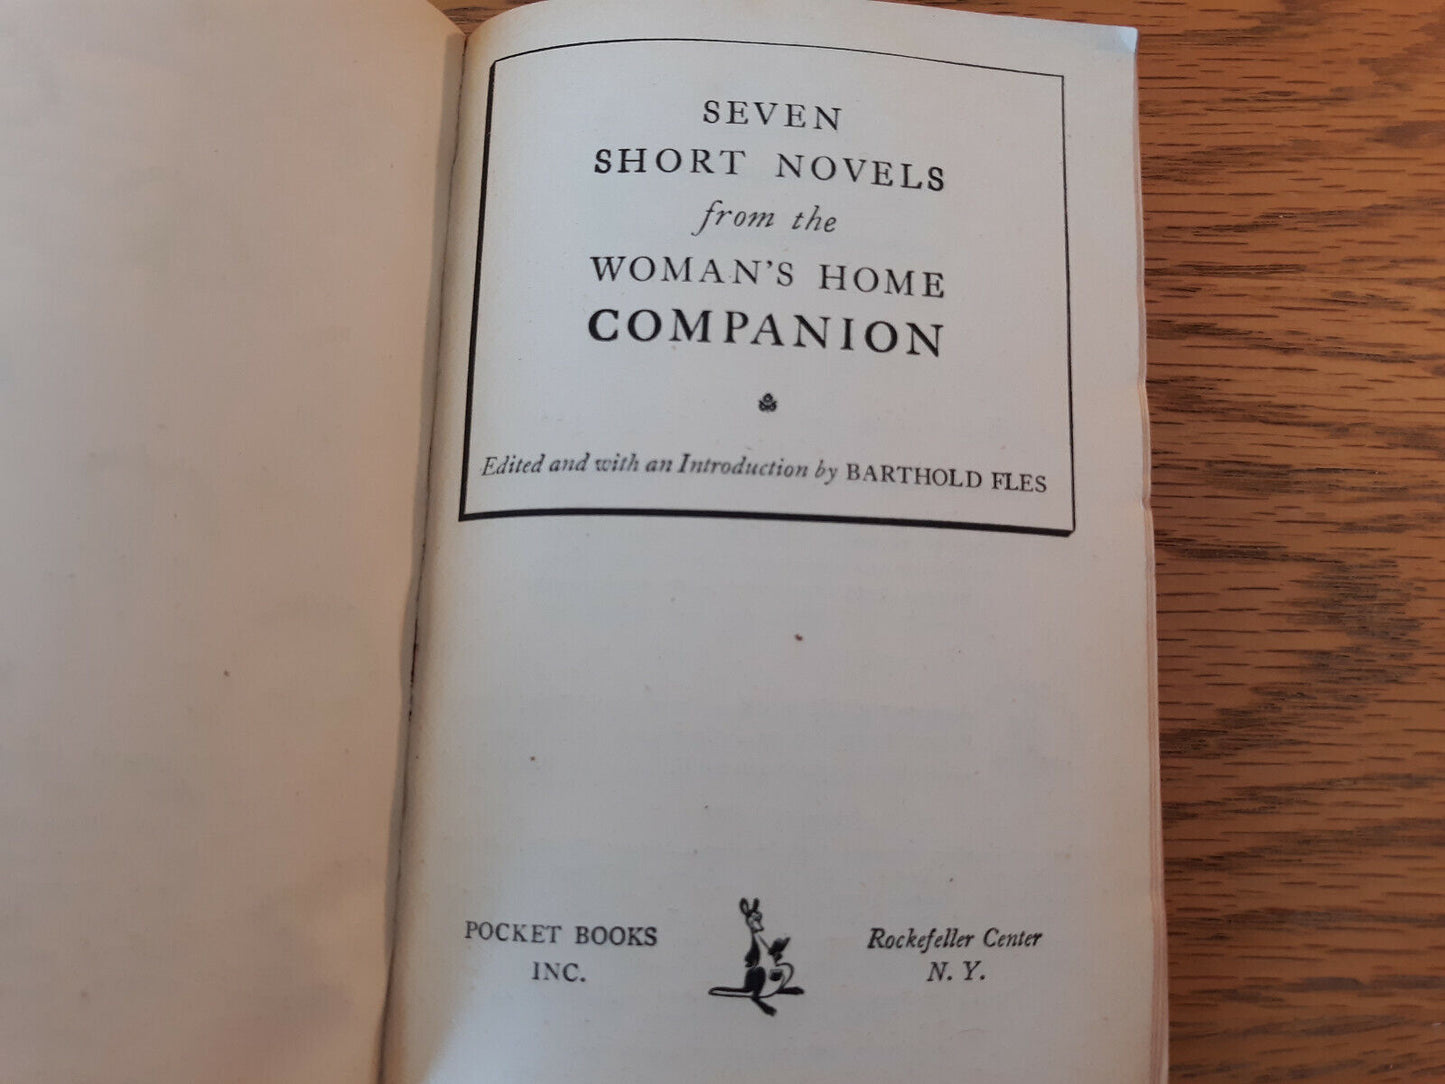 SEVEN
SHORT NOVELS
from the
WOMAN'S HOME
COMPANION
Edited and with an Introduction by BARTHOLD FLES
POCKET BOOKS
INC.
Rockefeller Center
N. Y.